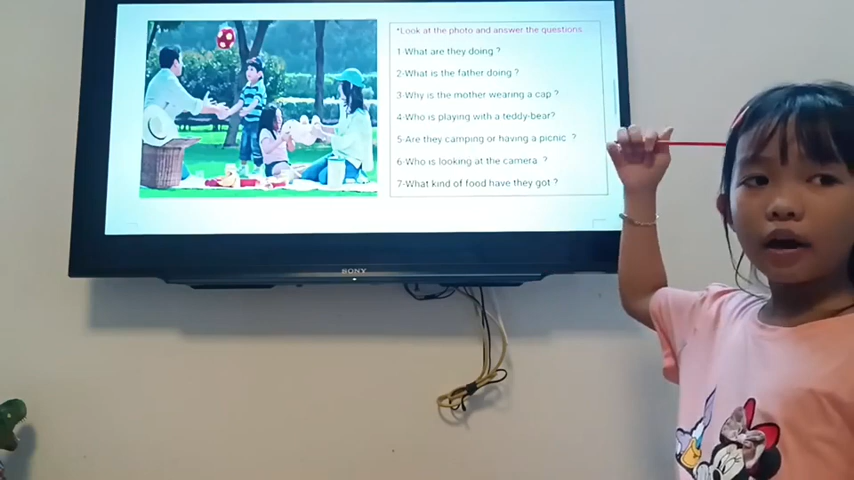 *Look at the photo and answer the questions
1-What are they doing ?
2-What is the father doing ?
3-Why is the mother wearing a cap ?
4-Who is playing with a teddy-bear?
5-Are they camping or having a picnic ?
6-Who is looking at the camera ?
7-What kind of food have they got ?
SONY